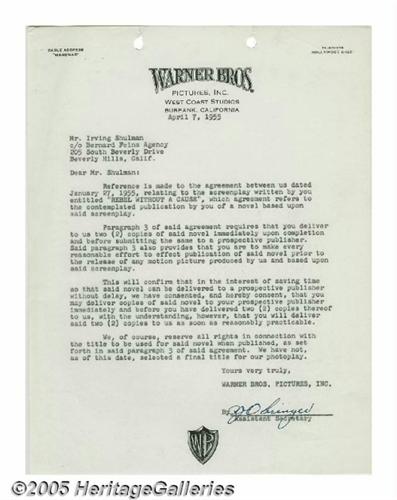 CABLE ADDRESS
"WARBROS"
WARNER BROS.
PICTURES, INC.
WEST COAST STUDIOS
BURBANK, CALIFORNIA
April 7, 1955
Mr. Irving Shulman
c/o Bernard Feins Agency
205 South Beverly Drive
Beverly Hills, Calif.
Dear Mr. Shulman:
Reference is made to the agreement between us dated
January 27, 1955, relating to the screenplay written by you
entitled "REBEL WITHOUT A CAUSE", which agreement refers to
the contemplated publication by you of a novel based upon
said screenplay.
Paragraph 3 of said agreement requires that you deliver
to us two (2) copies of said novel immediately upon completion
and before submitting the same to a prospective publisher.
Said paragraph 3 also provides that you are to make every
reasonable effort to effect publication of said novel prior to
the release of any motion picture produced by us and based upon
said screenplay.
This will confirm that in the interest of saving time
so that said novel can be delivered to a prospective publisher
without delay, we have consented, and hereby consent, that you
may deliver copies of said novel to your prospective publisher
immediately and before you have delivered two (2) copies thereof
to us, with the understanding, however, that you will deliver
said two (2) copies to us as soon as reasonably practicable.
We, of course, reserve all rights in connection with
the title to be used for said novel when published, as set
forth in said paragraph 3 of said agreement. We have not,
as of this date, selected a final title for our photoplay.
Yours very truly,
WARNER BROS. PICTURES, INC.
By
Assistant Secretary
WB
©2005 HeritageGalleries